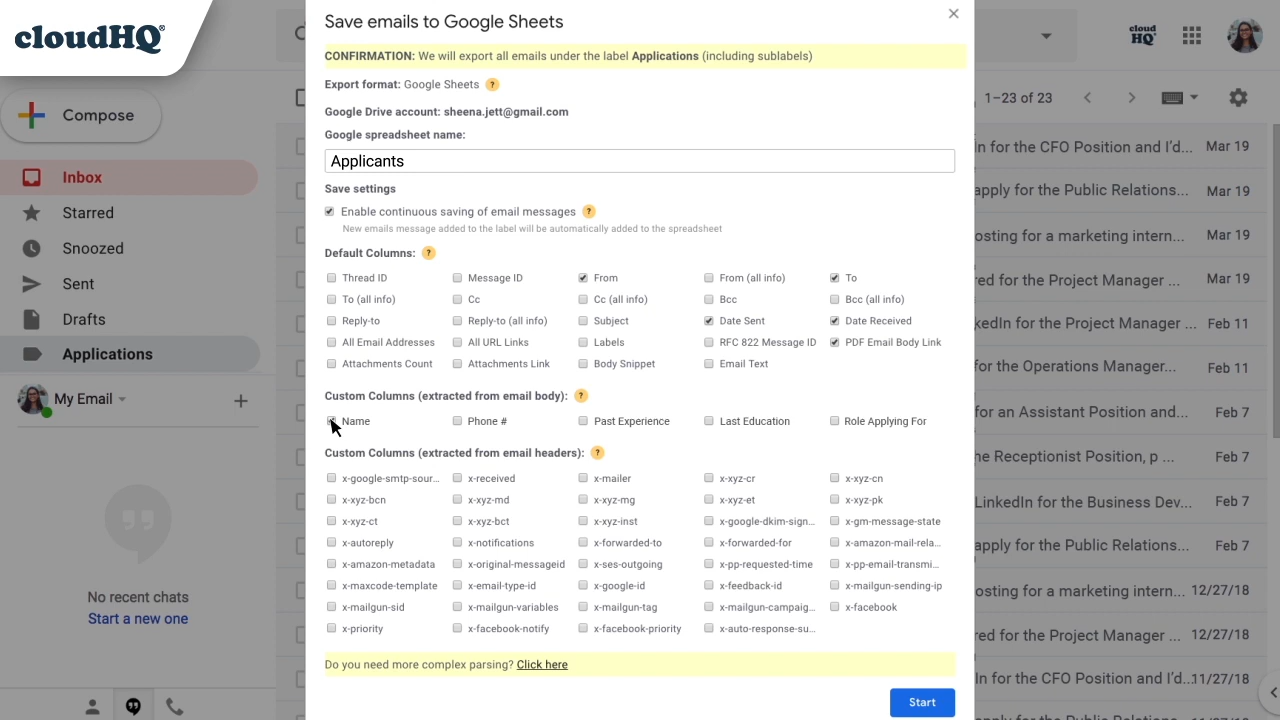 cloudHQ®
Compose
Inbox
Starred
Snoozed
Sent
Drafts
Applications
My Email
No recent chats
Start a new one
Save emails to Google Sheets
CONFIRMATION: We will export all emails under the label Applications (including sublabels)
Export format: Google Sheets ?
Google Drive account: sheena.jett@gmail.com
Google spreadsheet name:
Applicants
Save settings
Enable continuous saving of email messages ?
New emails message added to the label will be automatically added to the spreadsheet
Default Columns: ?
Thread ID Message ID From From (all info) To
To (all info) Cc Cc (all info) Bcc Bcc (all info)
Reply-to Reply-to (all info) Subject Date Sent Date Received
All Email Addresses All URL Links Labels RFC 822 Message ID PDF Email Body Link
Attachments Count Attachments Link Body Snippet Email Text
Custom Columns (extracted from email body): ?
Name Phone # Past Experience Last Education Role Applying For
Custom Columns (extracted from email headers): ?
x-google-smtp-sour... x-received x-mailer x-xyz-cr x-xyz-cn
x-xyz-bcn x-xyz-md x-xyz-mg x-xyz-et x-xyz-pk
x-xyz-ct x-xyz-bct x-xyz-inst x-google-dkim-sign... x-gm-message-state
x-autoreply x-notifications x-forwarded-to x-forwarded-for x-amazon-mail-rela...
x-amazon-metadata x-original-messageid x-ses-outgoing x-pp-requested-time x-pp-email-transmi...
x-maxcode-template x-email-type-id x-google-id x-feedback-id x-mailgun-sending-ip
x-mailgun-sid x-mailgun-variables x-mailgun-tag x-mailgun-campaig... x-facebook
x-priority x-facebook-notify x-facebook-priority x-auto-response-su...
Do you need more complex parsing? Click here
Start
cloudHQ
1–23 of 23
in for the CFO Position and I'd... Mar 19
apply for the Public Relations... Mar 19
osting for a marketing intern... Mar 19
red for the Project Manager ... Mar 19
kedIn for the Project Manager ... Feb 11
for the Operations Manager... Feb 11
for an Assistant Position and... Feb 7
the Receptionist Position, p ... Feb 7
LinkedIn for the Business Dev... Feb 7
apply for the Public Relations... Feb 7
osting for a marketing intern... 12/27/18
red for the Project Manager ... 12/27/18
In for the CFO Position and I'd... 11/27/18